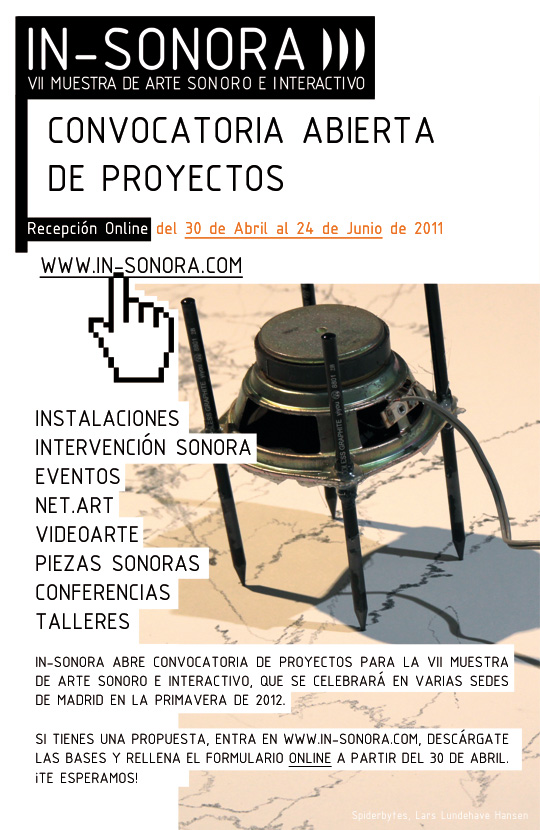 IN-SONORA
VII MUESTRA DE ARTE SONORO E INTERACTIVO
CONVOCATORIA ABIERTA
DE PROYECTOS
Recepción Online del 30 de Abril al 24 de Junio de 2011
WWW.IN-SONORA.COM
INSTALACIONES
INTERVENCIÓN SONORA
EVENTOS
NET.ART
VIDEOARTE
PIEZAS SONORAS
CONFERENCIAS
TALLERES
IN-SONORA ABRE CONVOCATORIA DE PROYECTOS PARA LA VII MUESTRA
DE ARTE SONORO E INTERACTIVO, QUE SE CELEBRARÁ EN VARIAS SEDES
DE MADRID EN LA PRIMAVERA DE 2012.
SI TIENES UNA PROPUESTA, ENTRA EN WWW.IN-SONORA.COM, DESCÁRGATE
LAS BASES Y RELLENA EL FORMULARIO ONLINE A PARTIR DEL 30 DE ABRIL.
¡TE ESPERAMOS!
Spiderbytes, Lars Lundehave Hansen